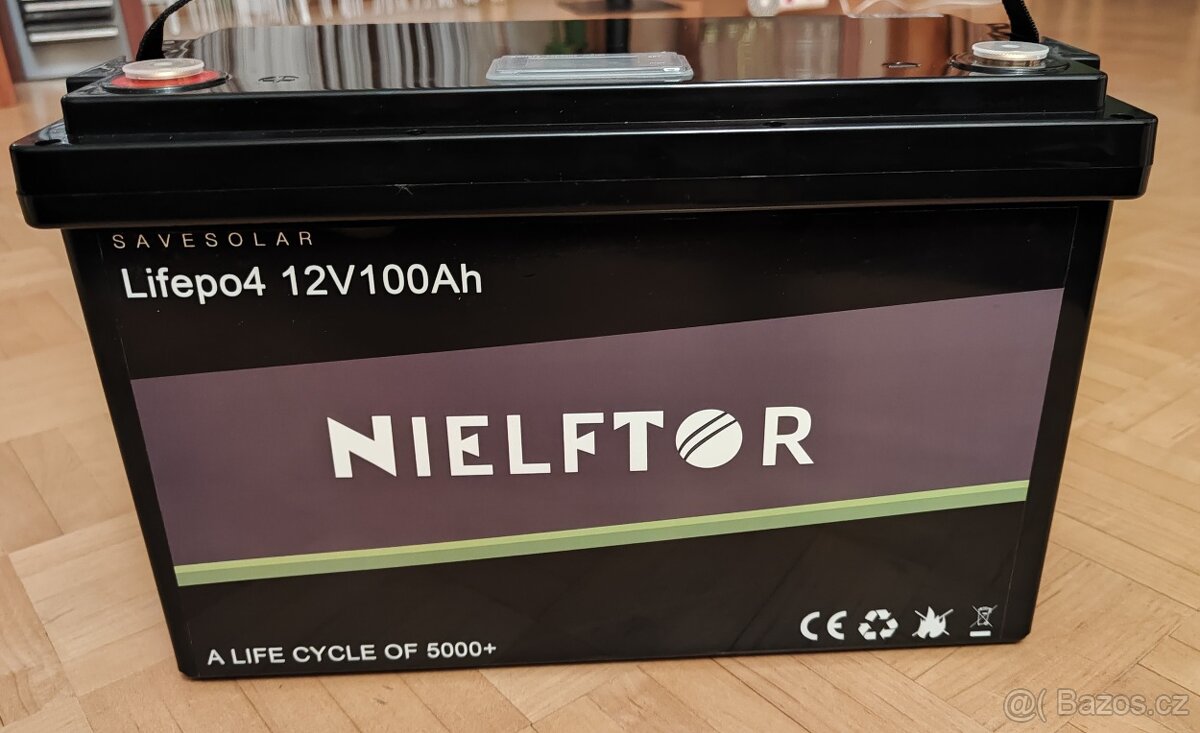 SAVESOLAR
Lifepo4 12V100Ah
NIELFTOR
A LIFE CYCLE OF 5000+
CE
@( Bazos.cz